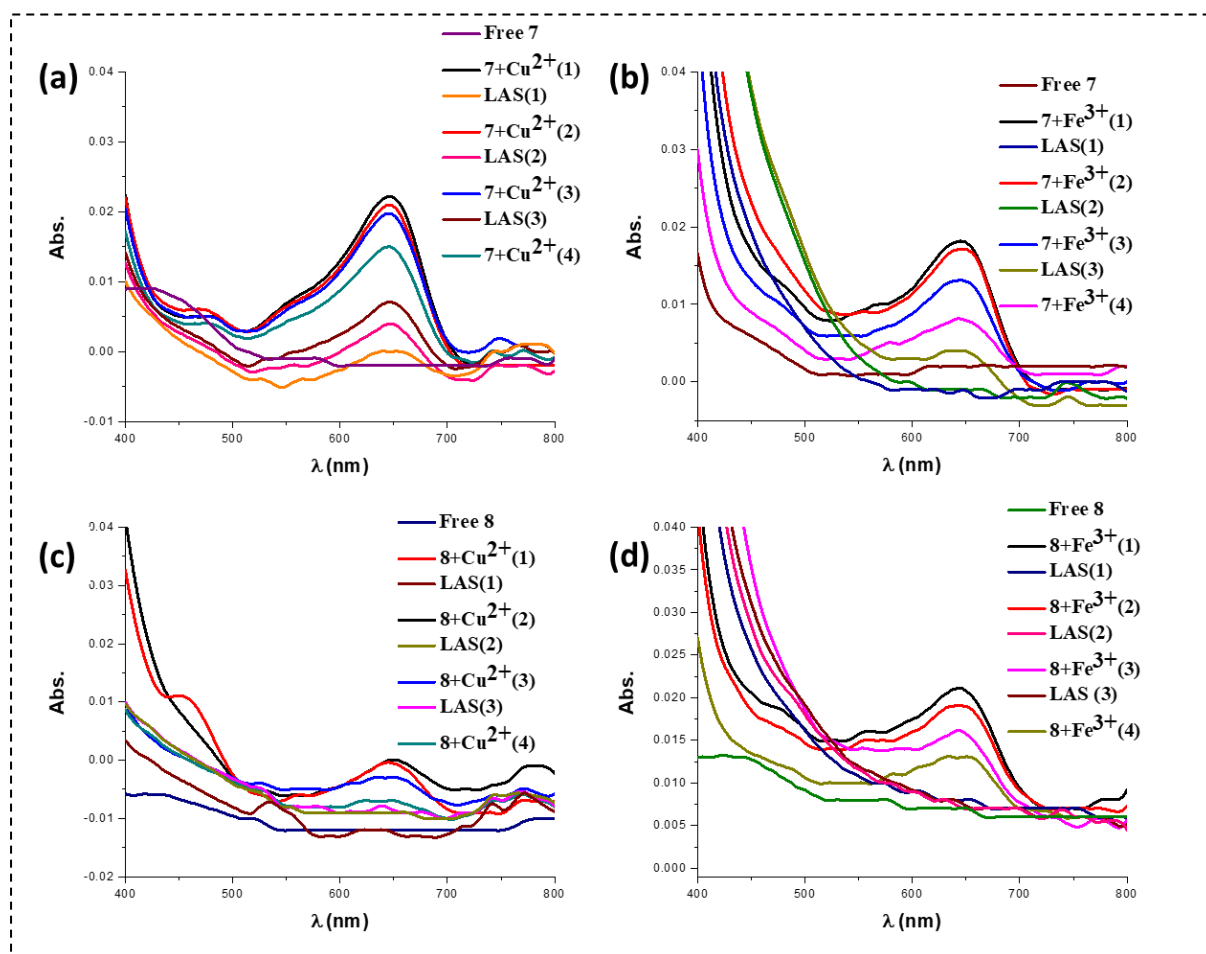 (a)
Free 7
7+Cu²⁺(1)
LAS(1)
7+Cu²⁺(2)
LAS(2)
7+Cu²⁺(3)
LAS(3)
7+Cu²⁺(4)
0.04
0.03
0.02
0.01
0.00
-0.01
Abs.
400
500
600
700
800
λ (nm)
(b)
Free 7
7+Fe³⁺(1)
LAS(1)
7+Fe³⁺(2)
LAS(2)
7+Fe³⁺(3)
LAS(3)
7+Fe³⁺(4)
0.04
0.03
0.02
0.01
0.00
Abs.
400
500
600
700
800
λ (nm)
(c)
Free 8
8+Cu²⁺(1)
LAS(1)
8+Cu²⁺(2)
LAS(2)
8+Cu²⁺(3)
LAS(3)
8+Cu²⁺(4)
0.04
0.03
0.02
0.01
0.00
-0.01
-0.02
Abs.
400
500
600
700
800
λ (nm)
(d)
Free 8
8+Fe³⁺(1)
LAS(1)
8+Fe³⁺(2)
LAS(2)
8+Fe³⁺(3)
LAS (3)
8+Fe³⁺(4)
0.040
0.035
0.030
0.025
0.020
0.015
0.010
0.005
0.000
Abs.
400
500
600
700
800
λ (nm)